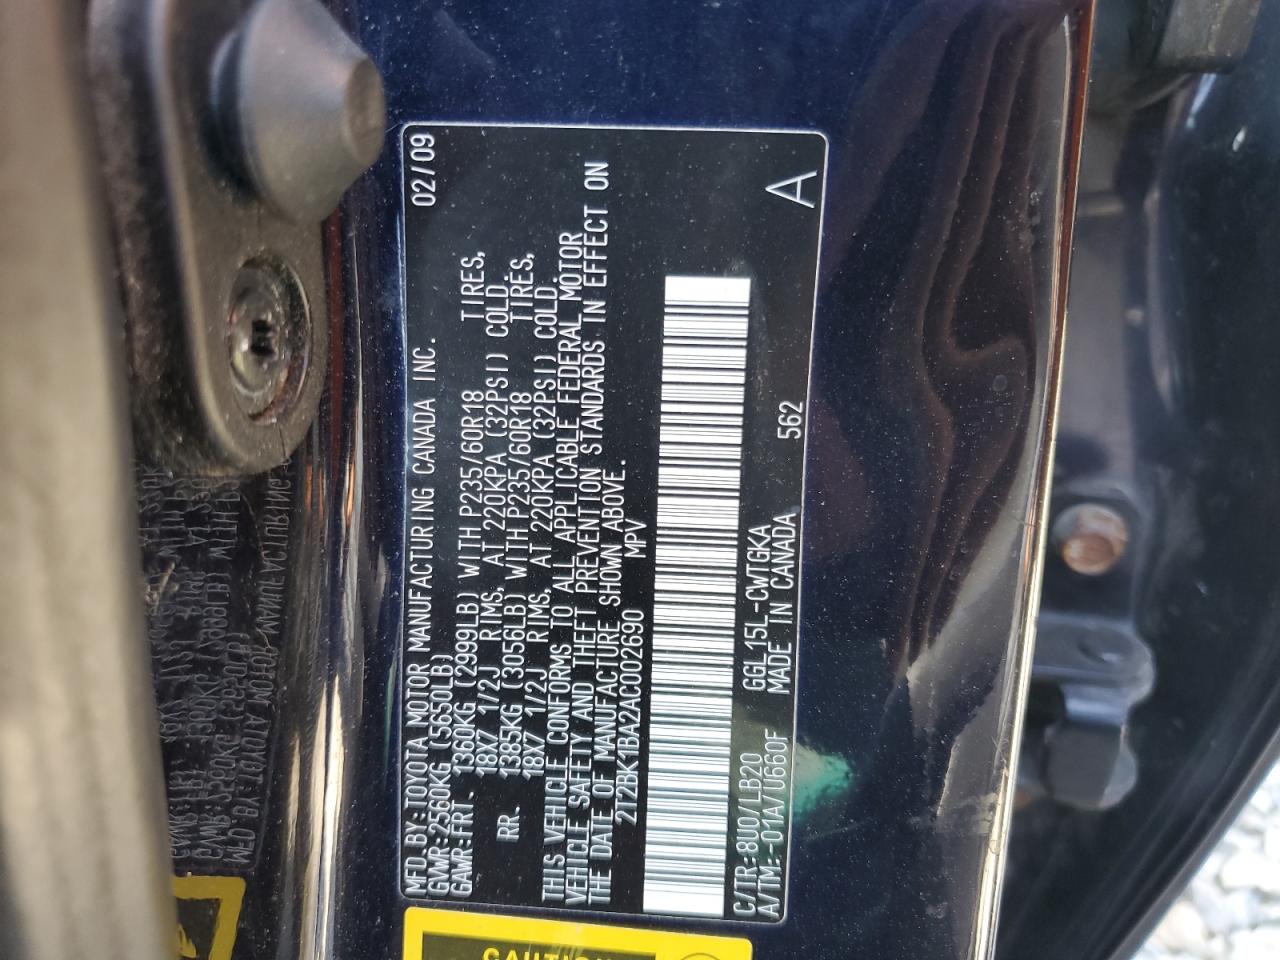 MFD.BY:TOYOTA MOTOR MANUFACTURING CANADA INC. 02/09
GVWR:2560KG (5650LB)
GAWR:FRT. 1360KG (2999LB) WITH P235/60R18 TIRES,
18X7 1/2J RIMS, AT 220KPA (32PSI) COLD.
RR. 1385KG (3056LB) WITH P235/60R18 TIRES,
18X7 1/2J RIMS, AT 220KPA (32PSI) COLD.
THIS VEHICLE CONFORMS TO ALL APPLICABLE FEDERAL MOTOR
VEHICLE SAFETY AND THEFT PREVENTION STANDARDS IN EFFECT ON
THE DATE OF MANUFACTURE SHOWN ABOVE.
2T2BK1BA2AC002690 MPV
C/TR:8U0/LB20 GGL15L-CWTGKA
A/TM:-01A/U660F MADE IN CANADA 562 A
CAUTION